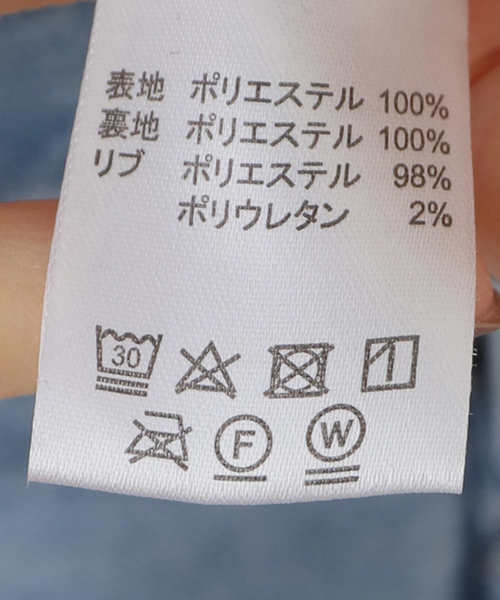 表地 ポリエステル 100%
裏地 ポリエステル 100%
リブ ポリエステル 98%
ポリウレタン 2%
30
F W